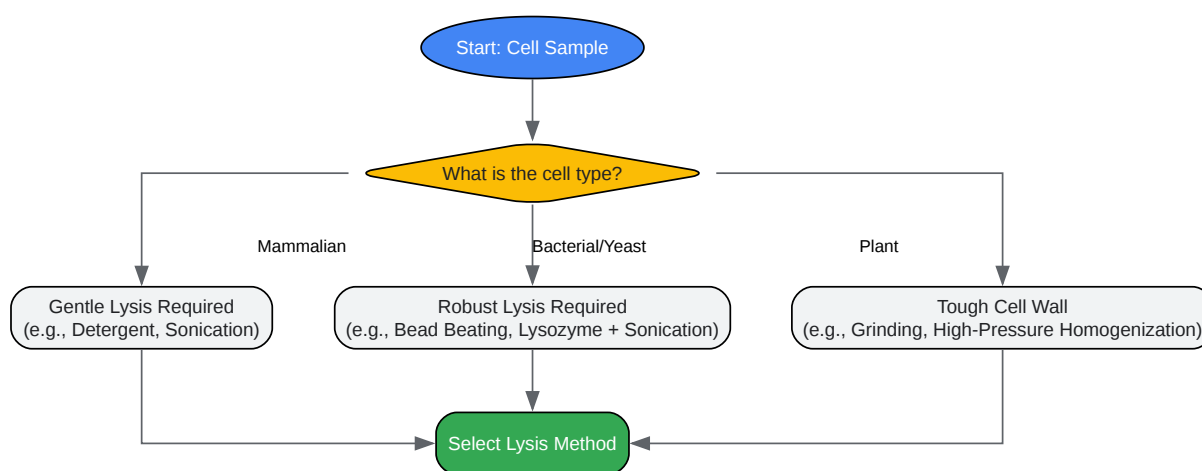 Start: Cell Sample
What is the cell type?
Mammalian
Bacterial/Yeast
Plant
Gentle Lysis Required
(e.g., Detergent, Sonication)
Robust Lysis Required
(e.g., Bead Beating, Lysozyme + Sonication)
Tough Cell Wall
(e.g., Grinding, High-Pressure Homogenization)
Select Lysis Method